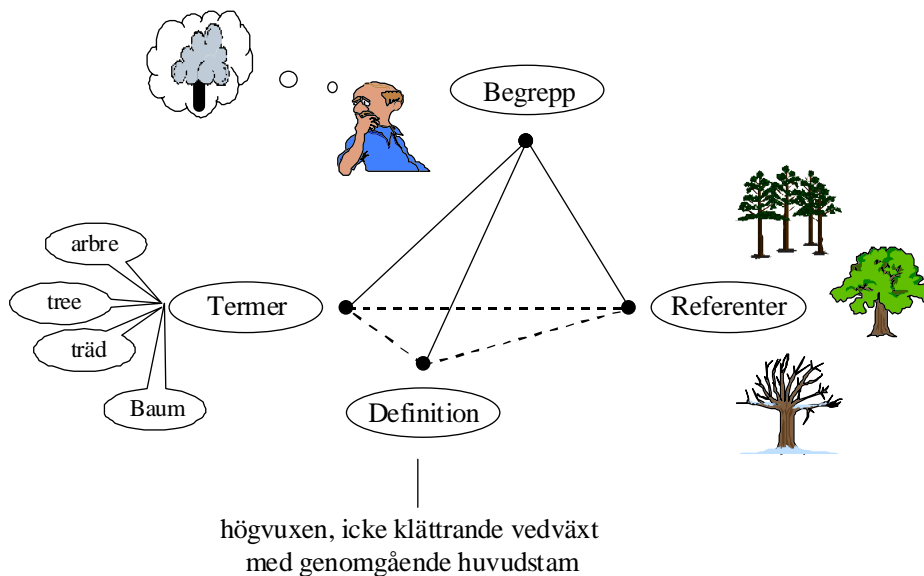 Begrepp
arbre
tree
träd
Baum
Termer
Referenter
Definition
högvuxen, icke klättrande vedväxt
med genomgående huvudstam